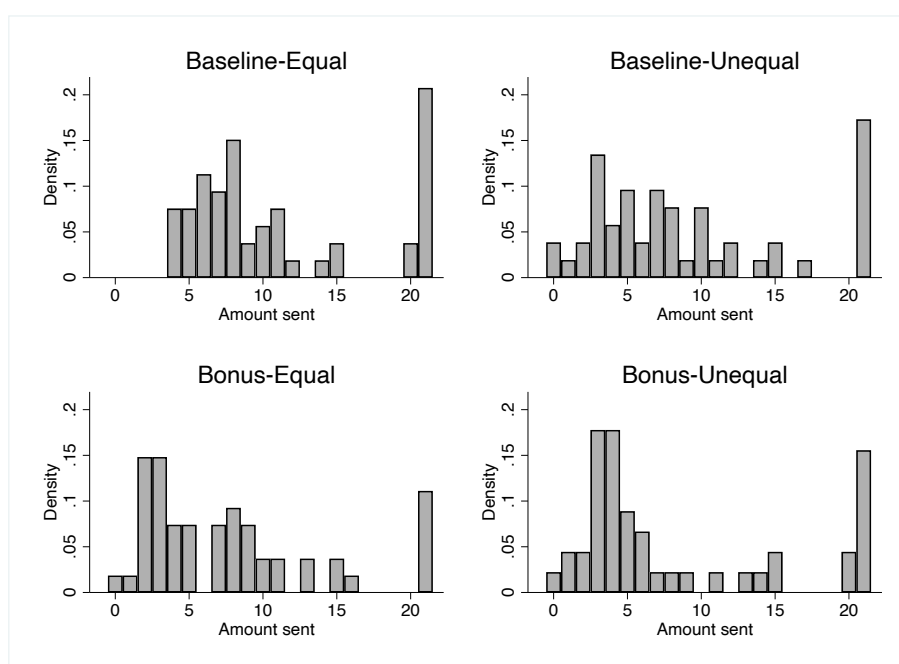 Baseline-Equal
Density
.2
.15
.1
.05
0
0 5 10 15 20
Amount sent
Baseline-Unequal
Density
.2
.15
.1
.05
0
0 5 10 15 20
Amount sent
Bonus-Equal
Density
.2
.15
.1
.05
0
0 5 10 15 20
Amount sent
Bonus-Unequal
Density
.2
.15
.1
.05
0
0 5 10 15 20
Amount sent